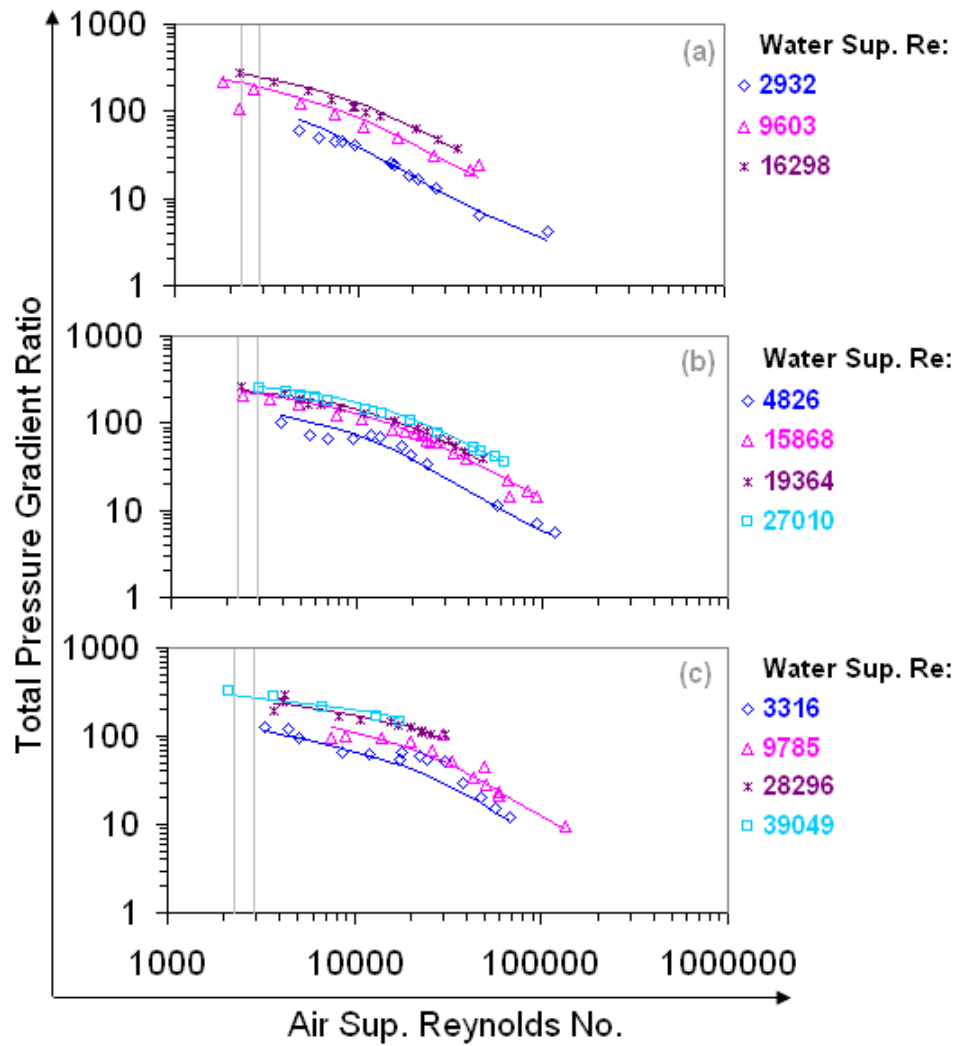 Total Pressure Gradient Ratio
1000
100
10
1
(a)
Water Sup. Re:
2932
9603
16298
1000
100
10
1
(b)
Water Sup. Re:
4826
15868
19364
27010
1000
100
10
1
(c)
Water Sup. Re:
3316
9785
28296
39049
1000 10000 100000 1000000
Air Sup. Reynolds No.